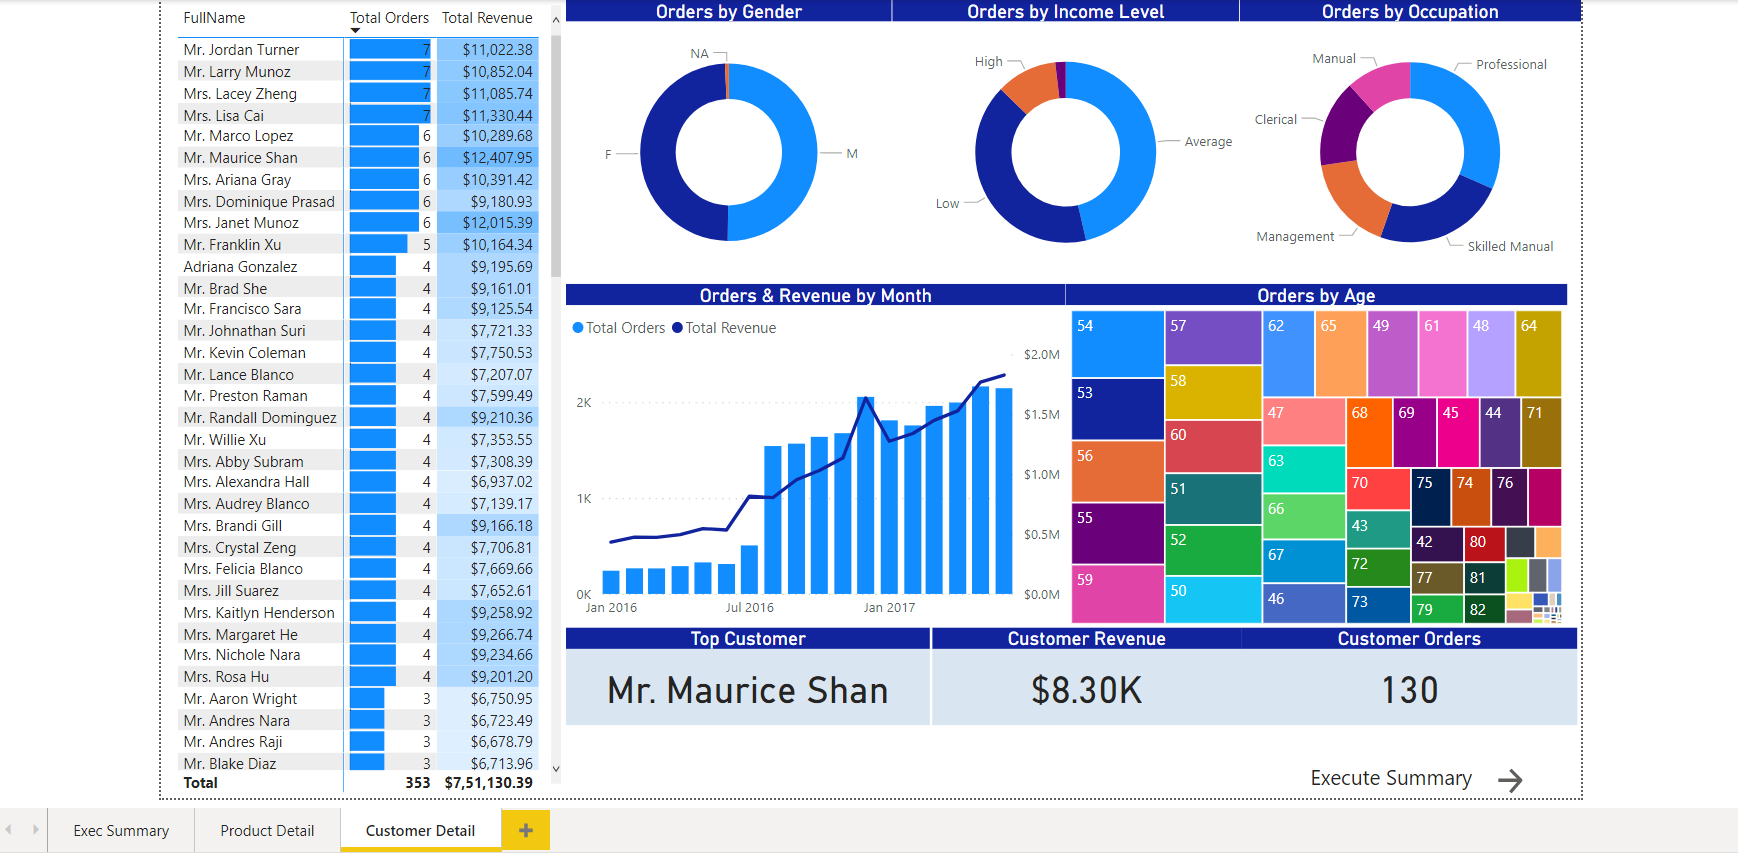 FullName Total Orders Total Revenue
Mr. Jordan Turner 7 $11,022.38
Mr. Larry Munoz 7 $10,852.04
Mrs. Lacey Zheng 7 $11,085.74
Mrs. Lisa Cai 7 $11,330.44
Mr. Marco Lopez 6 $10,289.68
Mr. Maurice Shan 6 $12,407.95
Mrs. Ariana Gray 6 $10,391.42
Mrs. Dominique Prasad 6 $9,180.93
Mrs. Janet Munoz 6 $12,015.39
Mr. Franklin Xu 5 $10,164.34
Adriana Gonzalez 4 $9,195.69
Mr. Brad She 4 $9,161.01
Mr. Francisco Sara 4 $9,125.54
Mr. Johnathan Suri 4 $7,721.33
Mr. Kevin Coleman 4 $7,750.53
Mr. Lance Blanco 4 $7,207.07
Mr. Preston Raman 4 $7,599.49
Mr. Randall Dominguez 4 $9,210.36
Mr. Willie Xu 4 $7,353.55
Mrs. Abby Subram 4 $7,308.39
Mrs. Alexandra Hall 4 $6,937.02
Mrs. Audrey Blanco 4 $7,139.17
Mrs. Brandi Gill 4 $9,166.18
Mrs. Crystal Zeng 4 $7,706.81
Mrs. Felicia Blanco 4 $7,669.66
Mrs. Jill Suarez 4 $7,652.61
Mrs. Kaitlyn Henderson 4 $9,258.92
Mrs. Margaret He 4 $9,266.74
Mrs. Nichole Nara 4 $9,234.66
Mrs. Rosa Hu 4 $9,201.20
Mr. Aaron Wright 3 $6,750.95
Mr. Andres Nara 3 $6,723.49
Mr. Andres Raji 3 $6,678.79
Mr. Blake Diaz 3 $6,713.96
Total 353 $7,51,130.39
Orders by Gender
NA
F
M
Orders by Income Level
High
Average
Low
Orders by Occupation
Manual
Professional
Clerical
Management
Skilled Manual
Orders & Revenue by Month
Total Orders Total Revenue
$2.0M
2K
$1.5M
$1.0M
1K
$0.5M
0K
$0.0M
Jan 2016 Jul 2016 Jan 2017
Orders by Age
54
53
56
55
59
57
58
60
51
52
50
62 65 49 61 48 64
47
63
66
67
46
68 69 45 44 71
70
43
72
73
75 74 76
42 80
77 81
79 82
Top Customer
Mr. Maurice Shan
Customer Revenue
$8.30K
Customer Orders
130
Execute Summary
Exec Summary Product Detail Customer Detail +